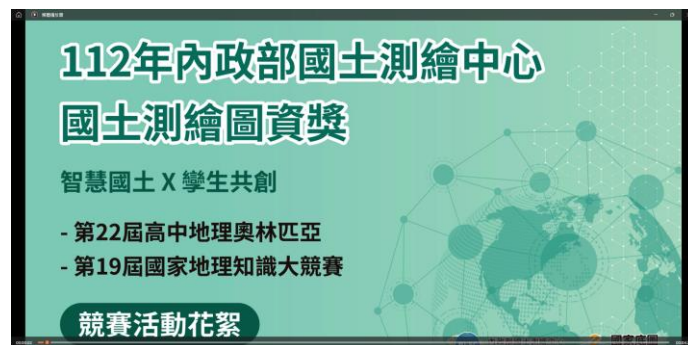 112年內政部國土測繪中心
國土測繪圖資獎
智慧國土 X 孿生共創
- 第22屆高中地理奧林匹亞
- 第19屆國家地理知識大競賽
競賽活動花絮